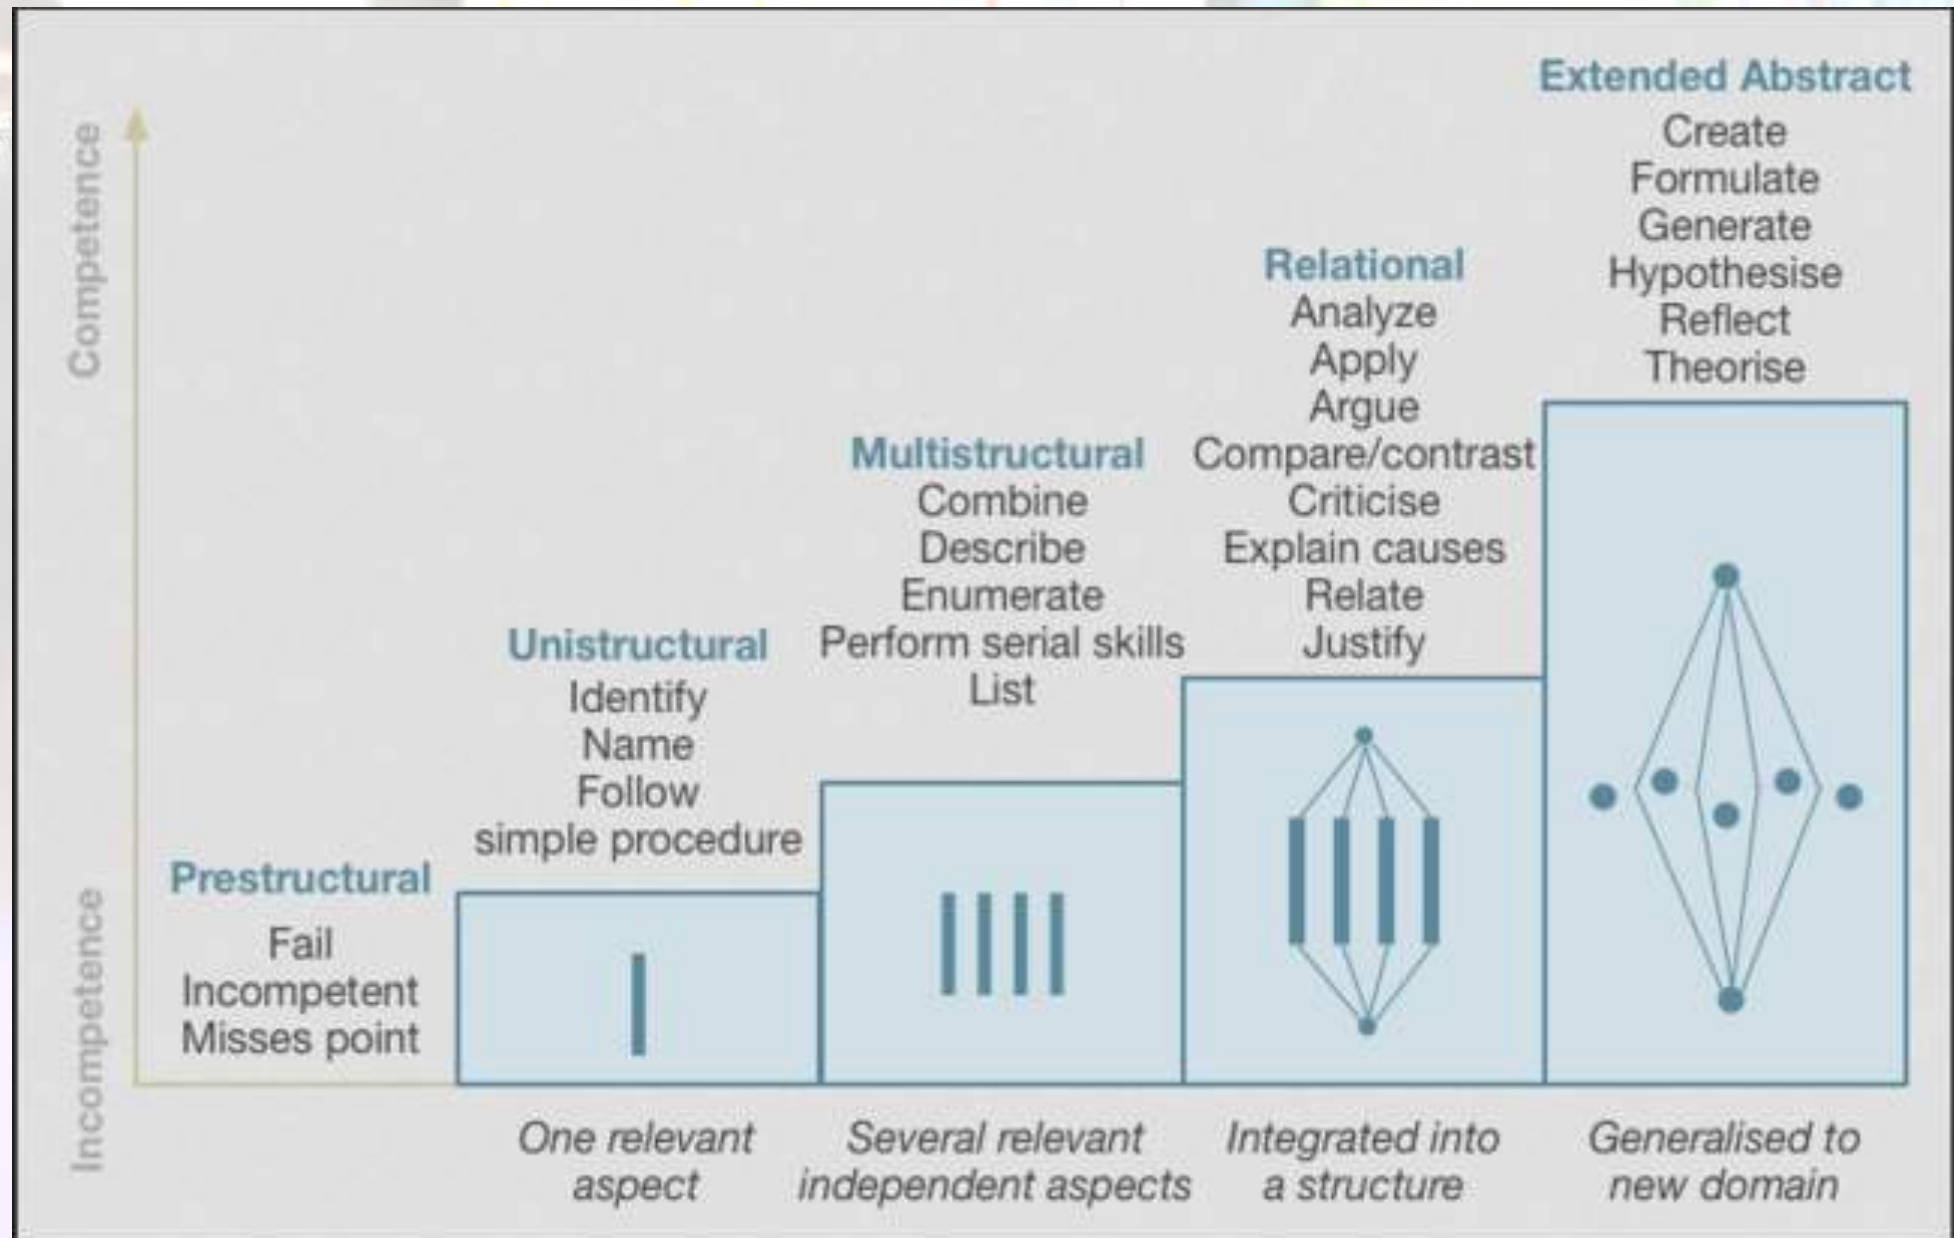 Competence
Incompetence
Prestructural
Fail
Incompetent
Misses point
Unistructural
Identify
Name
Follow
simple procedure
Multistructural
Combine
Describe
Enumerate
Perform serial skills
List
Relational
Analyze
Apply
Argue
Compare/contrast
Criticise
Explain causes
Relate
Justify
Extended Abstract
Create
Formulate
Generate
Hypothesise
Reflect
Theorise
One relevant
aspect
Several relevant
independent aspects
Integrated into
a structure
Generalised to
new domain